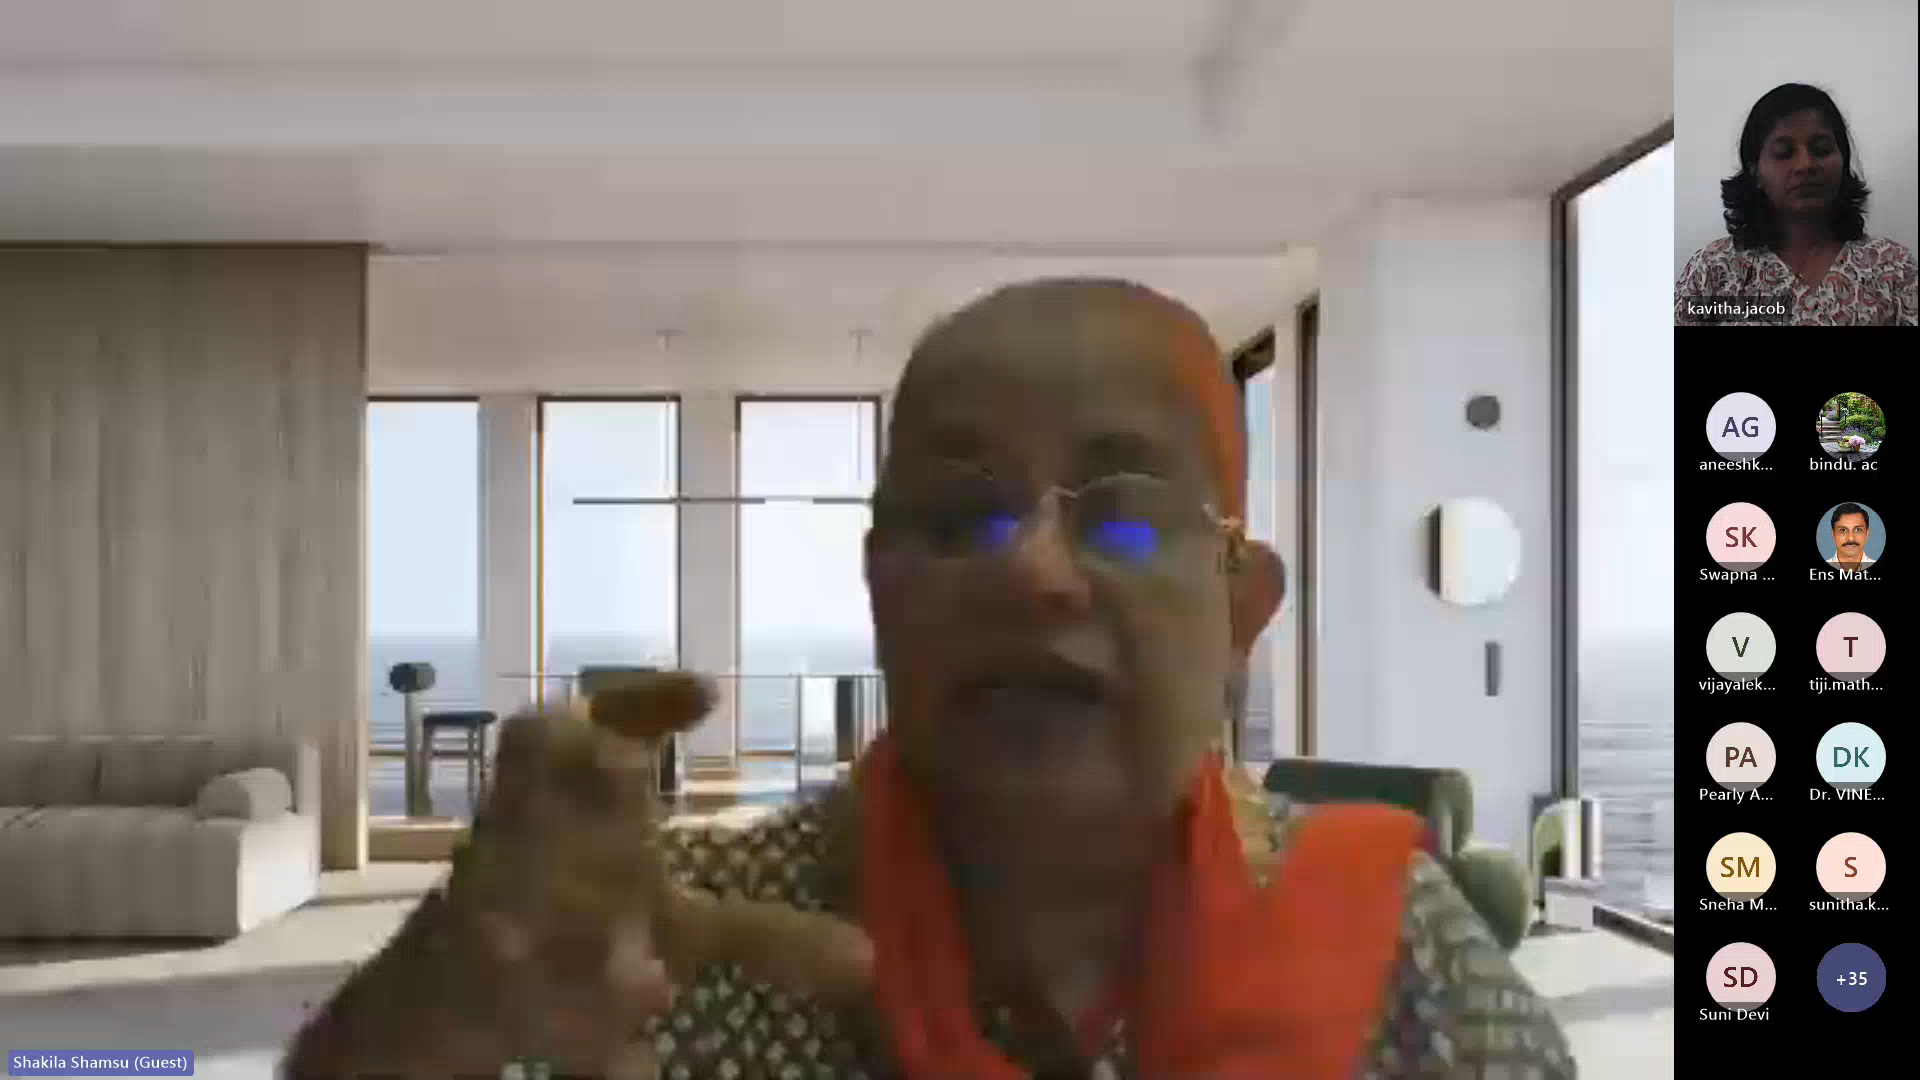 kavitha.jacob
AG
aneeshk...
bindu. ac
SK
Swapna ...
Ens Mat...
V
vijayalek...
T
tiji.math...
PA
Pearly A...
DK
Dr. VINE...
SM
Sneha M...
S
sunitha.k...
SD
Suni Devi
+35
Shakila Shamsu (Guest)